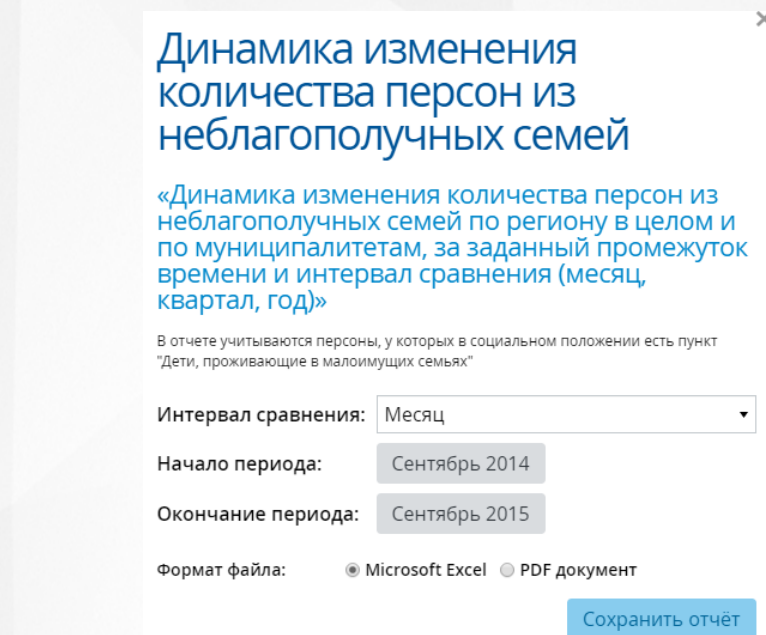 Динамика изменения
количества персон из
неблагополучных семей
«Динамика изменения количества персон из
неблагополучных семей по региону в целом и
по муниципалитетам, за заданный промежуток
времени и интервал сравнения (месяц,
квартал, год)»
В отчете учитываются персоны, у которых в социальном положении есть пункт
"Дети, проживающие в малоимущих семьях"
Интервал сравнения: Месяц
Начало периода: Сентябрь 2014
Окончание периода: Сентябрь 2015
Формат файла: Microsoft Excel PDF документ
Сохранить отчёт